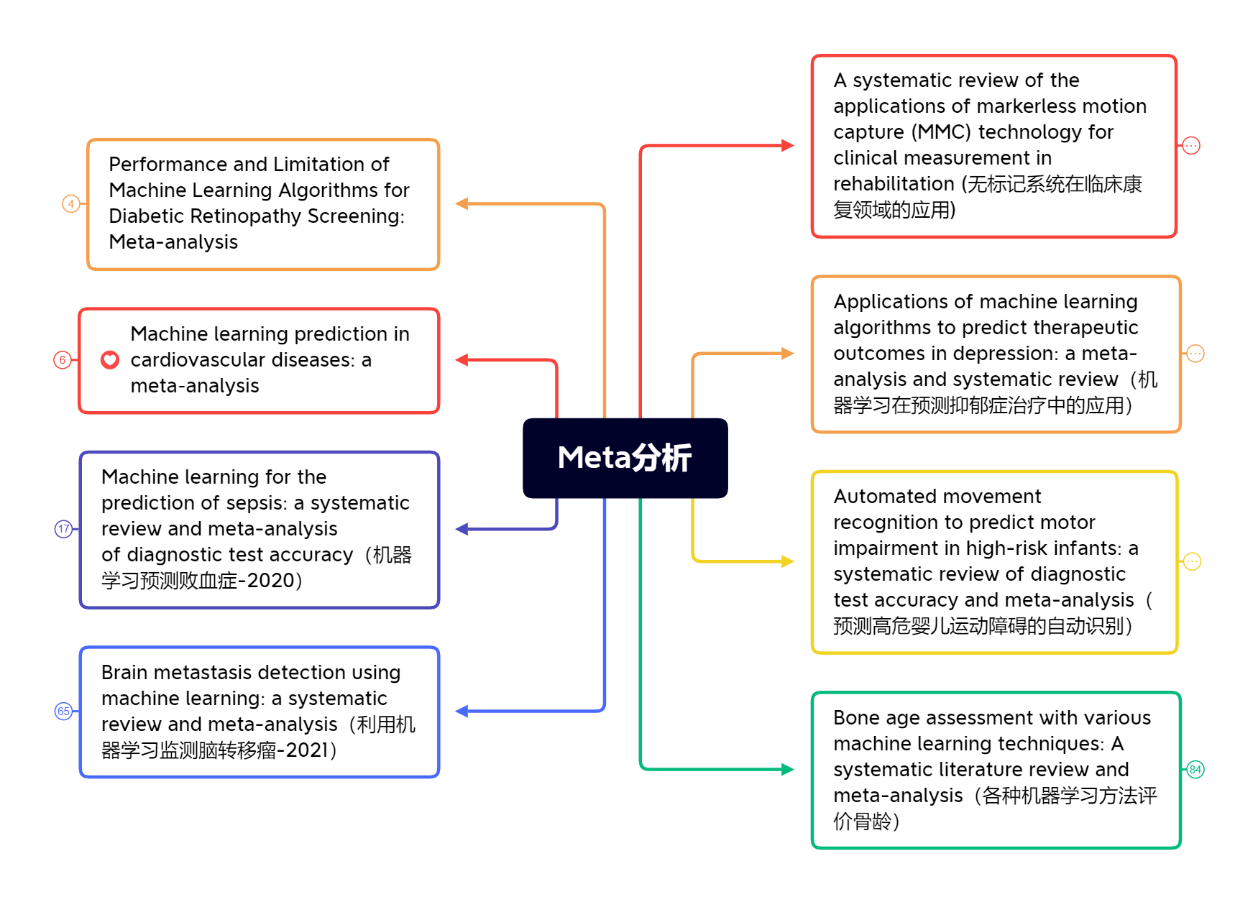 Meta分析
A systematic review of the
applications of markerless motion
capture (MMC) technology for
clinical measurement in
rehabilitation (无标记系统在临床康
复领域的应用)
Applications of machine learning
algorithms to predict therapeutic
outcomes in depression: a meta-
analysis and systematic review（机
器学习在预测抑郁症治疗中的应用）
Automated movement
recognition to predict motor
impairment in high-risk infants: a
systematic review of diagnostic
test accuracy and meta-analysis（
预测高危婴儿运动障碍的自动识别）
Bone age assessment with various
machine learning techniques: A
systematic literature review and
meta-analysis（各种机器学习方法评
价骨龄）
84
Performance and Limitation of
Machine Learning Algorithms for
Diabetic Retinopathy Screening:
Meta-analysis
4
Machine learning prediction in
cardiovascular diseases: a
meta-analysis
6
Machine learning for the
prediction of sepsis: a systematic
review and meta-analysis
of diagnostic test accuracy（机器
学习预测败血症-2020）
17
Brain metastasis detection using
machine learning: a systematic
review and meta-analysis（利用机
器学习监测脑转移瘤-2021）
65